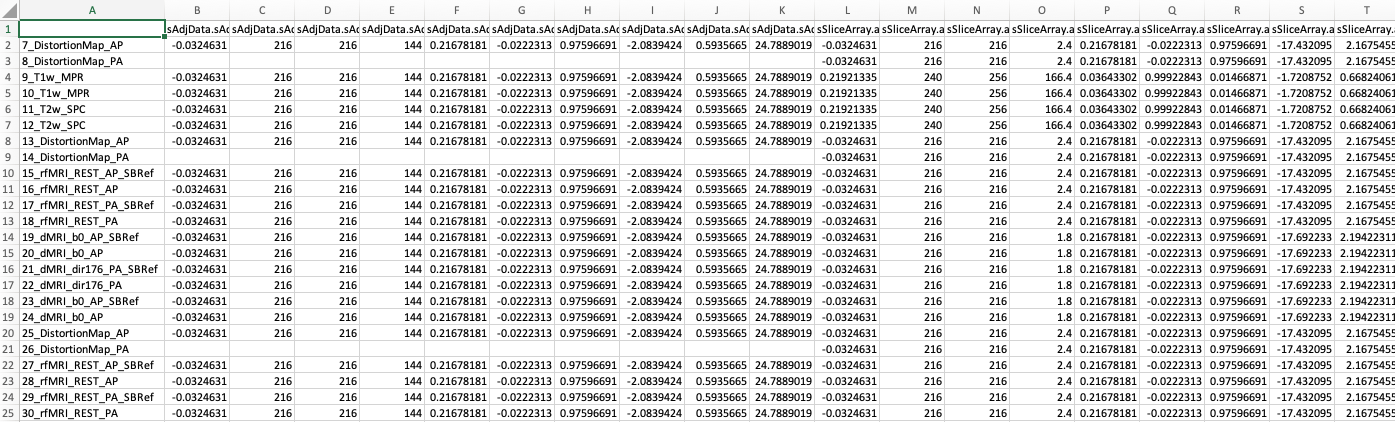 A B C D E F G H I J K L M N O P Q R S T
1 sAdjData.sAc sAdjData.sAc sAdjData.sAc sAdjData.sAc sAdjData.sAc sAdjData.sAc sAdjData.sAc sAdjData.sAc sAdjData.sAc sAdjData.sAc sSliceArray.a sSliceArray.a sSliceArray.a sSliceArray.a sSliceArray.a sSliceArray.a sSliceArray.a sSliceArray.a sSliceArray.a
2 7_DistortionMap_AP -0.0324631 216 216 144 0.21678181 -0.0222313 0.97596691 -2.0839424 0.5935665 24.7889019 -0.0324631 216 216 2.4 0.21678181 -0.0222313 0.97596691 -17.432095 2.1675455
3 8_DistortionMap_PA -0.0324631 216 216 2.4 0.21678181 -0.0222313 0.97596691 -17.432095 2.1675455
4 9_T1w_MPR -0.0324631 216 216 144 0.21678181 -0.0222313 0.97596691 -2.0839424 0.5935665 24.7889019 0.21921335 240 256 166.4 0.03643302 0.99922843 0.01466871 -1.7208752 0.66824061
5 10_T1w_MPR -0.0324631 216 216 144 0.21678181 -0.0222313 0.97596691 -2.0839424 0.5935665 24.7889019 0.21921335 240 256 166.4 0.03643302 0.99922843 0.01466871 -1.7208752 0.66824061
6 11_T2w_SPC -0.0324631 216 216 144 0.21678181 -0.0222313 0.97596691 -2.0839424 0.5935665 24.7889019 0.21921335 240 256 166.4 0.03643302 0.99922843 0.01466871 -1.7208752 0.66824061
7 12_T2w_SPC -0.0324631 216 216 144 0.21678181 -0.0222313 0.97596691 -2.0839424 0.5935665 24.7889019 0.21921335 240 256 166.4 0.03643302 0.99922843 0.01466871 -1.7208752 0.66824061
8 13_DistortionMap_AP -0.0324631 216 216 144 0.21678181 -0.0222313 0.97596691 -2.0839424 0.5935665 24.7889019 -0.0324631 216 216 2.4 0.21678181 -0.0222313 0.97596691 -17.432095 2.1675455
9 14_DistortionMap_PA -0.0324631 216 216 2.4 0.21678181 -0.0222313 0.97596691 -17.432095 2.1675455
10 15_rfMRI_REST_AP_SBRef -0.0324631 216 216 144 0.21678181 -0.0222313 0.97596691 -2.0839424 0.5935665 24.7889019 -0.0324631 216 216 2.4 0.21678181 -0.0222313 0.97596691 -17.432095 2.1675455
11 16_rfMRI_REST_AP -0.0324631 216 216 144 0.21678181 -0.0222313 0.97596691 -2.0839424 0.5935665 24.7889019 -0.0324631 216 216 2.4 0.21678181 -0.0222313 0.97596691 -17.432095 2.1675455
12 17_rfMRI_REST_PA_SBRef -0.0324631 216 216 144 0.21678181 -0.0222313 0.97596691 -2.0839424 0.5935665 24.7889019 -0.0324631 216 216 2.4 0.21678181 -0.0222313 0.97596691 -17.432095 2.1675455
13 18_rfMRI_REST_PA -0.0324631 216 216 144 0.21678181 -0.0222313 0.97596691 -2.0839424 0.5935665 24.7889019 -0.0324631 216 216 2.4 0.21678181 -0.0222313 0.97596691 -17.432095 2.1675455
14 19_dMRI_b0_AP_SBRef -0.0324631 216 216 144 0.21678181 -0.0222313 0.97596691 -2.0839424 0.5935665 24.7889019 -0.0324631 216 216 1.8 0.21678181 -0.0222313 0.97596691 -17.692233 2.19422311
15 20_dMRI_b0_AP -0.0324631 216 216 144 0.21678181 -0.0222313 0.97596691 -2.0839424 0.5935665 24.7889019 -0.0324631 216 216 1.8 0.21678181 -0.0222313 0.97596691 -17.692233 2.19422311
16 21_dMRI_dir176_PA_SBRef -0.0324631 216 216 144 0.21678181 -0.0222313 0.97596691 -2.0839424 0.5935665 24.7889019 -0.0324631 216 216 1.8 0.21678181 -0.0222313 0.97596691 -17.692233 2.19422311
17 22_dMRI_dir176_PA -0.0324631 216 216 144 0.21678181 -0.0222313 0.97596691 -2.0839424 0.5935665 24.7889019 -0.0324631 216 216 1.8 0.21678181 -0.0222313 0.97596691 -17.692233 2.19422311
18 23_dMRI_b0_AP_SBRef -0.0324631 216 216 144 0.21678181 -0.0222313 0.97596691 -2.0839424 0.5935665 24.7889019 -0.0324631 216 216 1.8 0.21678181 -0.0222313 0.97596691 -17.692233 2.19422311
19 24_dMRI_b0_AP -0.0324631 216 216 144 0.21678181 -0.0222313 0.97596691 -2.0839424 0.5935665 24.7889019 -0.0324631 216 216 1.8 0.21678181 -0.0222313 0.97596691 -17.692233 2.19422311
20 25_DistortionMap_AP -0.0324631 216 216 144 0.21678181 -0.0222313 0.97596691 -2.0839424 0.5935665 24.7889019 -0.0324631 216 216 2.4 0.21678181 -0.0222313 0.97596691 -17.432095 2.1675455
21 26_DistortionMap_PA -0.0324631 216 216 2.4 0.21678181 -0.0222313 0.97596691 -17.432095 2.1675455
22 27_rfMRI_REST_AP_SBRef -0.0324631 216 216 144 0.21678181 -0.0222313 0.97596691 -2.0839424 0.5935665 24.7889019 -0.0324631 216 216 2.4 0.21678181 -0.0222313 0.97596691 -17.432095 2.1675455
23 28_rfMRI_REST_AP -0.0324631 216 216 144 0.21678181 -0.0222313 0.97596691 -2.0839424 0.5935665 24.7889019 -0.0324631 216 216 2.4 0.21678181 -0.0222313 0.97596691 -17.432095 2.1675455
24 29_rfMRI_REST_PA_SBRef -0.0324631 216 216 144 0.21678181 -0.0222313 0.97596691 -2.0839424 0.5935665 24.7889019 -0.0324631 216 216 2.4 0.21678181 -0.0222313 0.97596691 -17.432095 2.1675455
25 30_rfMRI_REST_PA -0.0324631 216 216 144 0.21678181 -0.0222313 0.97596691 -2.0839424 0.5935665 24.7889019 -0.0324631 216 216 2.4 0.21678181 -0.0222313 0.97596691 -17.432095 2.1675455